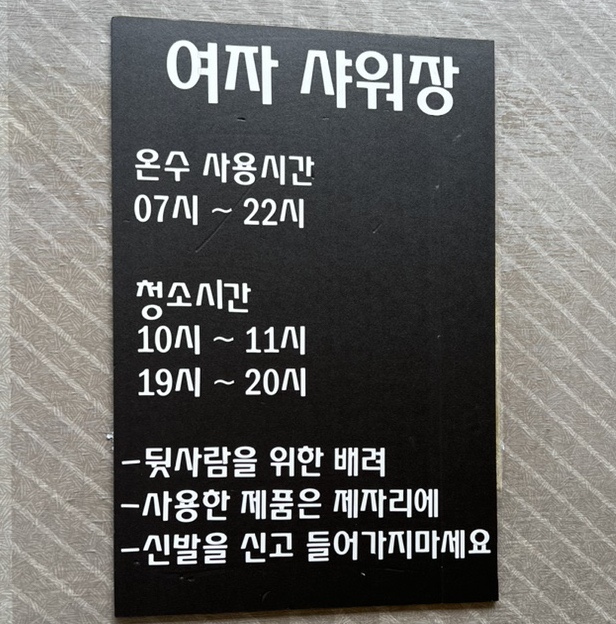 여자 샤워장
온수 사용시간
07시 ~ 22시
청소시간
10시 ~ 11시
19시 ~ 20시
-뒷사람을 위한 배려
-사용한 제품은 제자리에
-신발을 신고 들어가지마세요